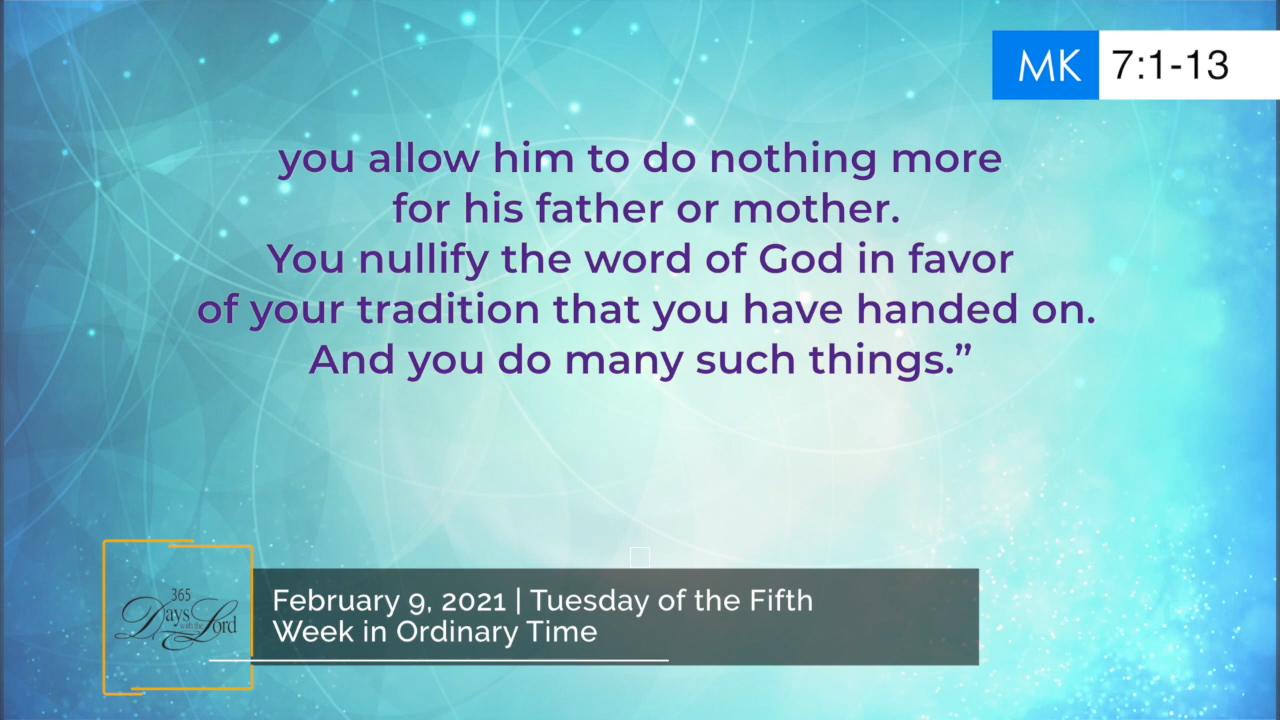 MK 7:1-13
you allow him to do nothing more
for his father or mother.
You nullify the word of God in favor
of your tradition that you have handed on.
And you do many such things.”
365
Days with the Lord
February 9, 2021 | Tuesday of the Fifth
Week in Ordinary Time